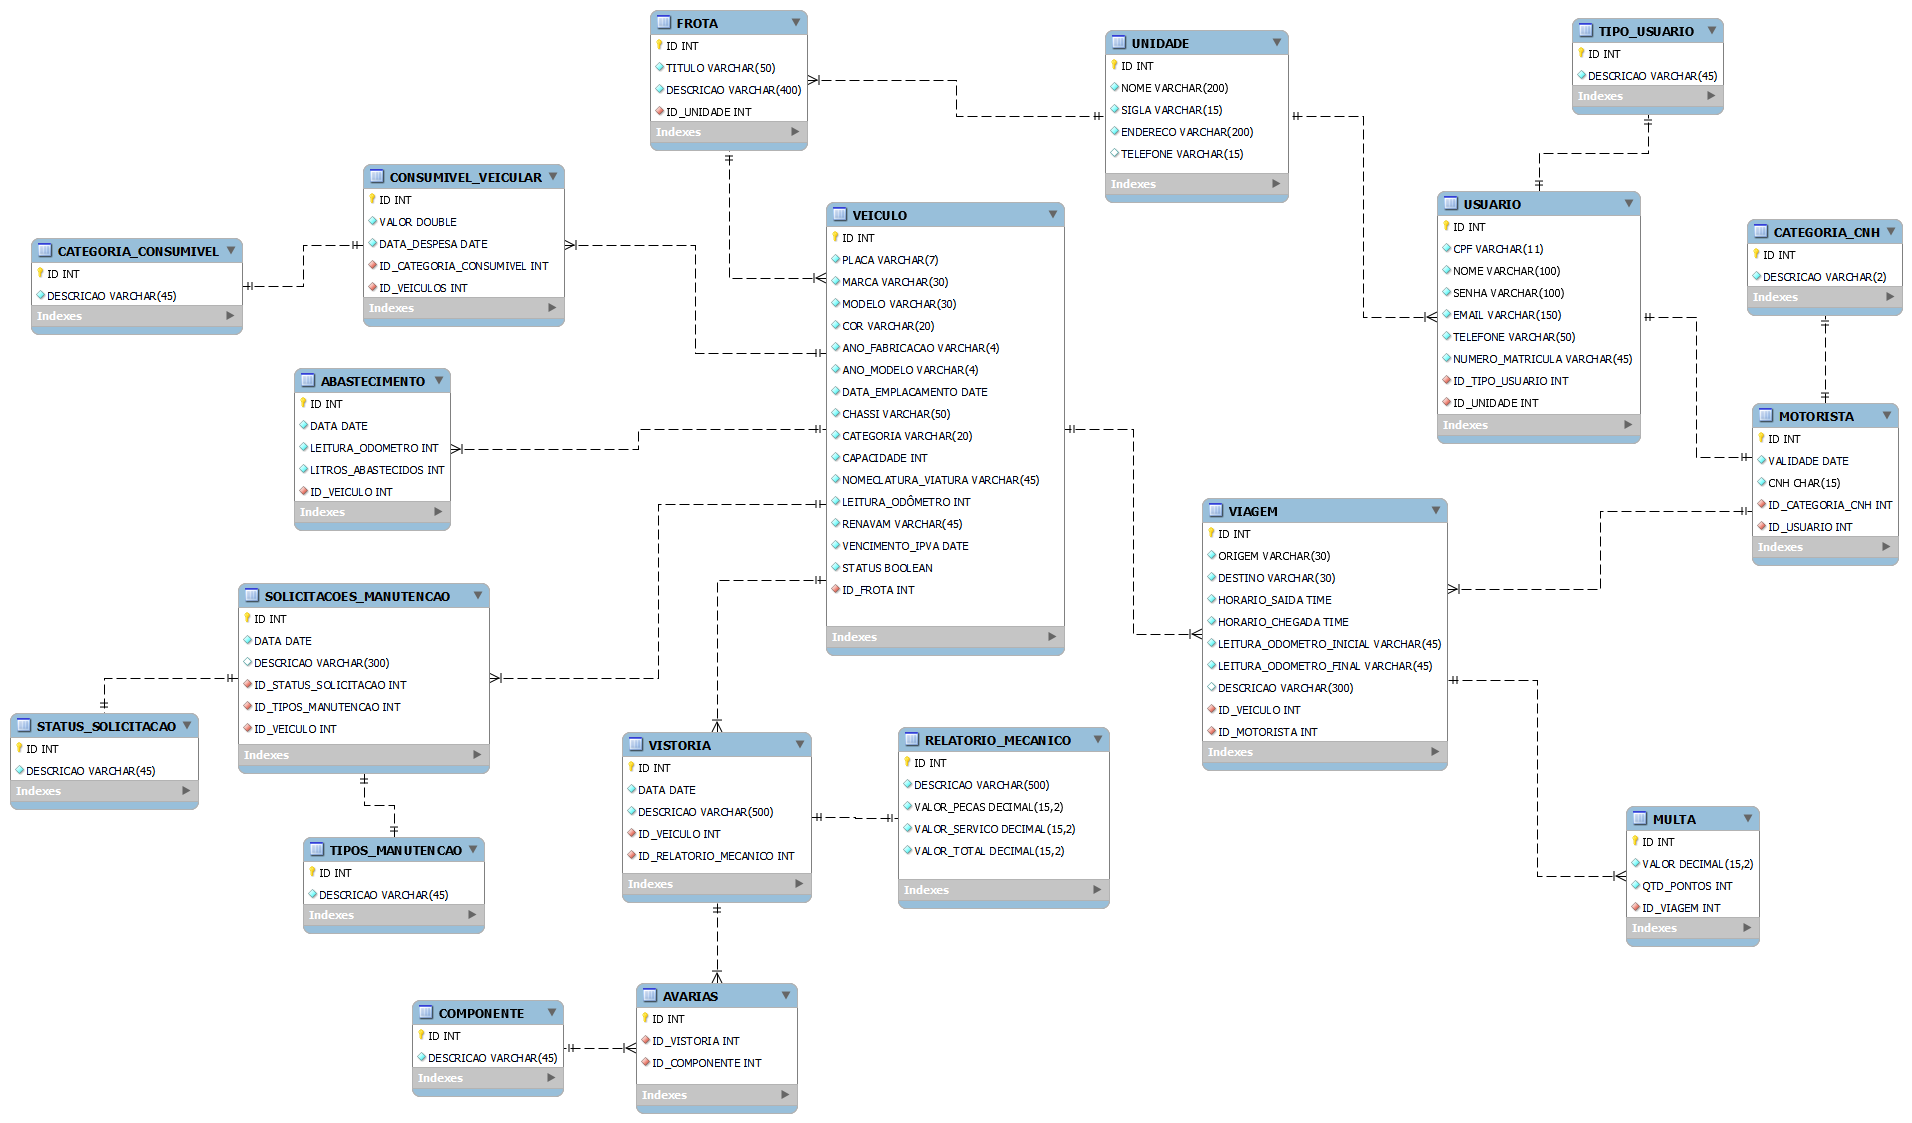 FROTA
ID INT
TITULO VARCHAR(50)
DESCRICAO VARCHAR(400)
ID_UNIDADE INT
Indexes
UNIDADE
ID INT
NOME VARCHAR(200)
SIGLA VARCHAR(15)
ENDERECO VARCHAR(200)
TELEFONE VARCHAR(15)
Indexes
TIPO_USUARIO
ID INT
DESCRICAO VARCHAR(45)
Indexes
CONSUMIVEL_VEICULAR
ID INT
VALOR DOUBLE
DATA_DESPESA DATE
ID_CATEGORIA_CONSUMIVEL INT
ID_VEICULOS INT
Indexes
CATEGORIA_CONSUMIVEL
ID INT
DESCRICAO VARCHAR(45)
Indexes
VEICULO
ID INT
PLACA VARCHAR(7)
MARCA VARCHAR(30)
MODELO VARCHAR(30)
COR VARCHAR(20)
ANO_FABRICACAO VARCHAR(4)
ANO_MODELO VARCHAR(4)
DATA_EMPLACAMENTO DATE
CHASSI VARCHAR(50)
CATEGORIA VARCHAR(20)
CAPACIDADE INT
NOMECLATURA_VIATURA VARCHAR(45)
LEITURA_ODÔMETRO INT
RENAVAM VARCHAR(45)
VENCIMENTO_IPVA DATE
STATUS BOOLEAN
ID_FROTA INT
Indexes
USUARIO
ID INT
CPF VARCHAR(11)
NOME VARCHAR(100)
SENHA VARCHAR(100)
EMAIL VARCHAR(150)
TELEFONE VARCHAR(50)
NUMERO_MATRICULA VARCHAR(45)
ID_TIPO_USUARIO INT
ID_UNIDADE INT
Indexes
CATEGORIA_CNH
ID INT
DESCRICAO VARCHAR(2)
Indexes
ABASTECIMENTO
ID INT
DATA DATE
LEITURA_ODOMETRO INT
LITROS_ABASTECIDOS INT
ID_VEICULO INT
Indexes
MOTORISTA
ID INT
VALIDADE DATE
CNH CHAR(15)
ID_CATEGORIA_CNH INT
ID_USUARIO INT
Indexes
VIAGEM
ID INT
ORIGEM VARCHAR(30)
DESTINO VARCHAR(30)
HORARIO_SAIDA TIME
HORARIO_CHEGADA TIME
LEITURA_ODOMETRO_INICIAL VARCHAR(45)
LEITURA_ODOMETRO_FINAL VARCHAR(45)
DESCRICAO VARCHAR(300)
ID_VEICULO INT
ID_MOTORISTA INT
Indexes
SOLICITACOES_MANUTENCAO
ID INT
DATA DATE
DESCRICAO VARCHAR(300)
ID_STATUS_SOLICITACAO INT
ID_TIPOS_MANUTENCAO INT
ID_VEICULO INT
Indexes
STATUS_SOLICITACAO
ID INT
DESCRICAO VARCHAR(45)
Indexes
TIPOS_MANUTENCAO
ID INT
DESCRICAO VARCHAR(45)
Indexes
VISTORIA
ID INT
DATA DATE
DESCRICAO VARCHAR(500)
ID_VEICULO INT
ID_RELATORIO_MECANICO INT
Indexes
RELATORIO_MECANICO
ID INT
DESCRICAO VARCHAR(500)
VALOR_PECAS DECIMAL(15,2)
VALOR_SERVICO DECIMAL(15,2)
VALOR_TOTAL DECIMAL(15,2)
Indexes
MULTA
ID INT
VALOR DECIMAL(15,2)
QTD_PONTOS INT
ID_VIAGEM INT
Indexes
COMPONENTE
ID INT
DESCRICAO VARCHAR(45)
Indexes
AVARIAS
ID INT
ID_VISTORIA INT
ID_COMPONENTE INT
Indexes